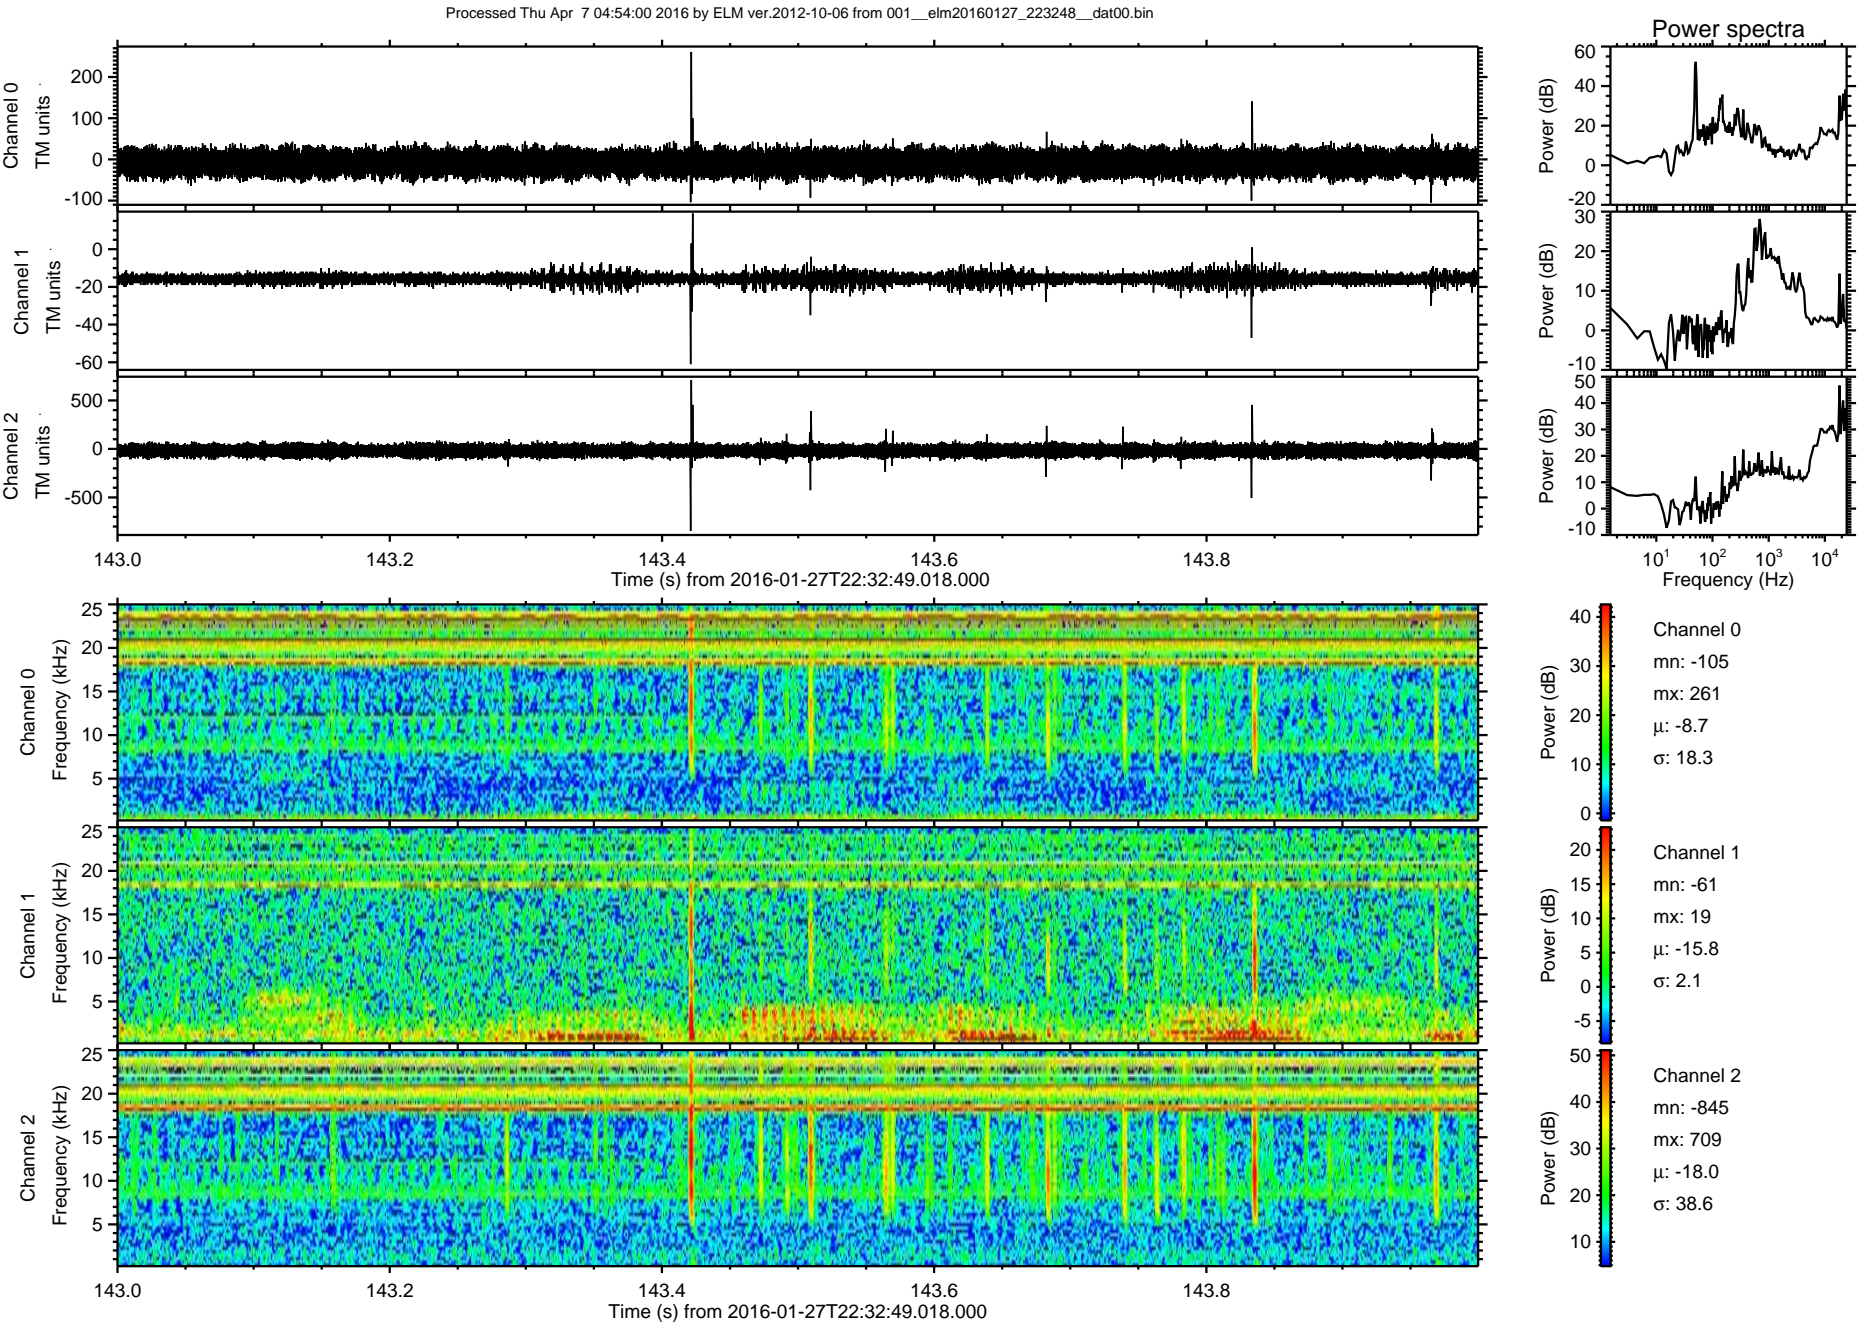 Processed Thu Apr  7 04:54:00 2016 by ELM ver.2012-10-06 from 001__elm20160127_223248__dat00.bin
Power spectra
Channel 0
TM units
200
100
0
-100
Power (dB)
60
40
20
0
-20
Channel 1
TM units
0
-20
-40
-60
Power (dB)
30
20
10
0
-10
Channel 2
TM units
500
0
-500
Power (dB)
50
40
30
20
10
0
-10
143.0 143.2 143.4 143.6 143.8
Time (s) from 2016-01-27T22:32:49.018.000
10¹ 10² 10³ 10⁴
Frequency (Hz)
Channel 0
Frequency (kHz)
25
20
15
10
5
Power (dB)
40
30
20
10
0
Channel 0
mn: -105
mx: 261
μ: -8.7
σ: 18.3
Channel 1
Frequency (kHz)
25
20
15
10
5
Power (dB)
20
15
10
5
0
-5
Channel 1
mn: -61
mx: 19
μ: -15.8
σ: 2.1
Channel 2
Frequency (kHz)
25
20
15
10
5
Power (dB)
50
40
30
20
10
Channel 2
mn: -845
mx: 709
μ: -18.0
σ: 38.6
143.0 143.2 143.4 143.6 143.8
Time (s) from 2016-01-27T22:32:49.018.000